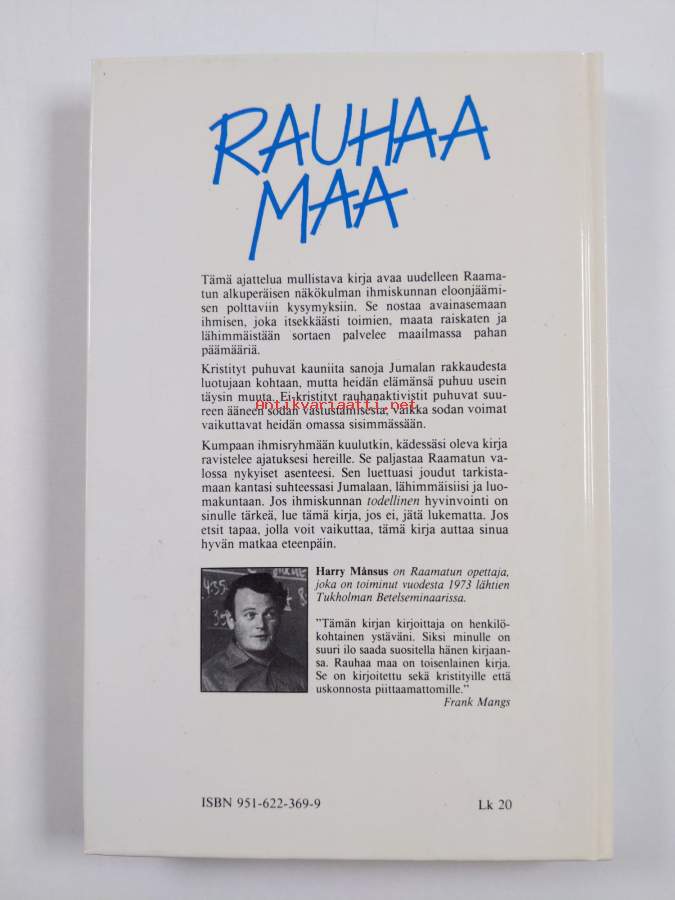 RAUHAA
MAA
Tämä ajattelua mullistava kirja avaa uudelleen Raama-
tun alkuperäisen näkökulman ihmiskunnan eloonjäämi-
sen polttaviin kysymyksiin. Se nostaa avainasemaan
ihmisen, joka itsekkäästi toimien, maata raiskaten ja
lähimmäistään sortaen palvelee maailmassa pahan
päämääriä.
Kristityt puhuvat kauniita sanoja Jumalan rakkaudesta
luotujaan kohtaan, mutta heidän elämänsä puhuu usein
täysin muuta. Ei-kristityt rauhanaktivistit puhuvat suu-
Antikvariaatti.net
reen ääneen sodan vastustamisesta, vaikka sodan voimat
vaikuttavat heidän omassa sisimmässään.
Kumpaan ihmisryhmään kuulutkin, kädessäsi oleva kirja
ravistelee ajatuksesi hereille. Se paljastaa Raamatun va-
lossa nykyiset asenteesi. Sen luettuasi joudut tarkista-
maan kantasi suhteessasi Jumalaan, lähimmäisiisi ja luo-
makuntaan. Jos ihmiskunnan todellinen hyvinvointi on
sinulle tärkeä, lue tämä kirja, jos ei, jätä lukematta. Jos
etsit tapaa, jolla voit vaikuttaa, tämä kirja auttaa sinua
hyvän matkaa eteenpäin.
Harry Månsus on Raamatun opettaja,
joka on toiminut vuodesta 1973 lähtien
Tukholman Betelseminaarissa.
"Tämän kirjan kirjoittaja on henkilö-
kohtainen ystäväni. Siksi minulle on
suuri ilo saada suositella hänen kirjaan-
sa. Rauhaa maa on toisenlainen kirja.
Se on kirjoitettu sekä kristityille että
uskonnosta piittaamattomille."
Frank Mangs
ISBN 951-622-369-9
Lk 20